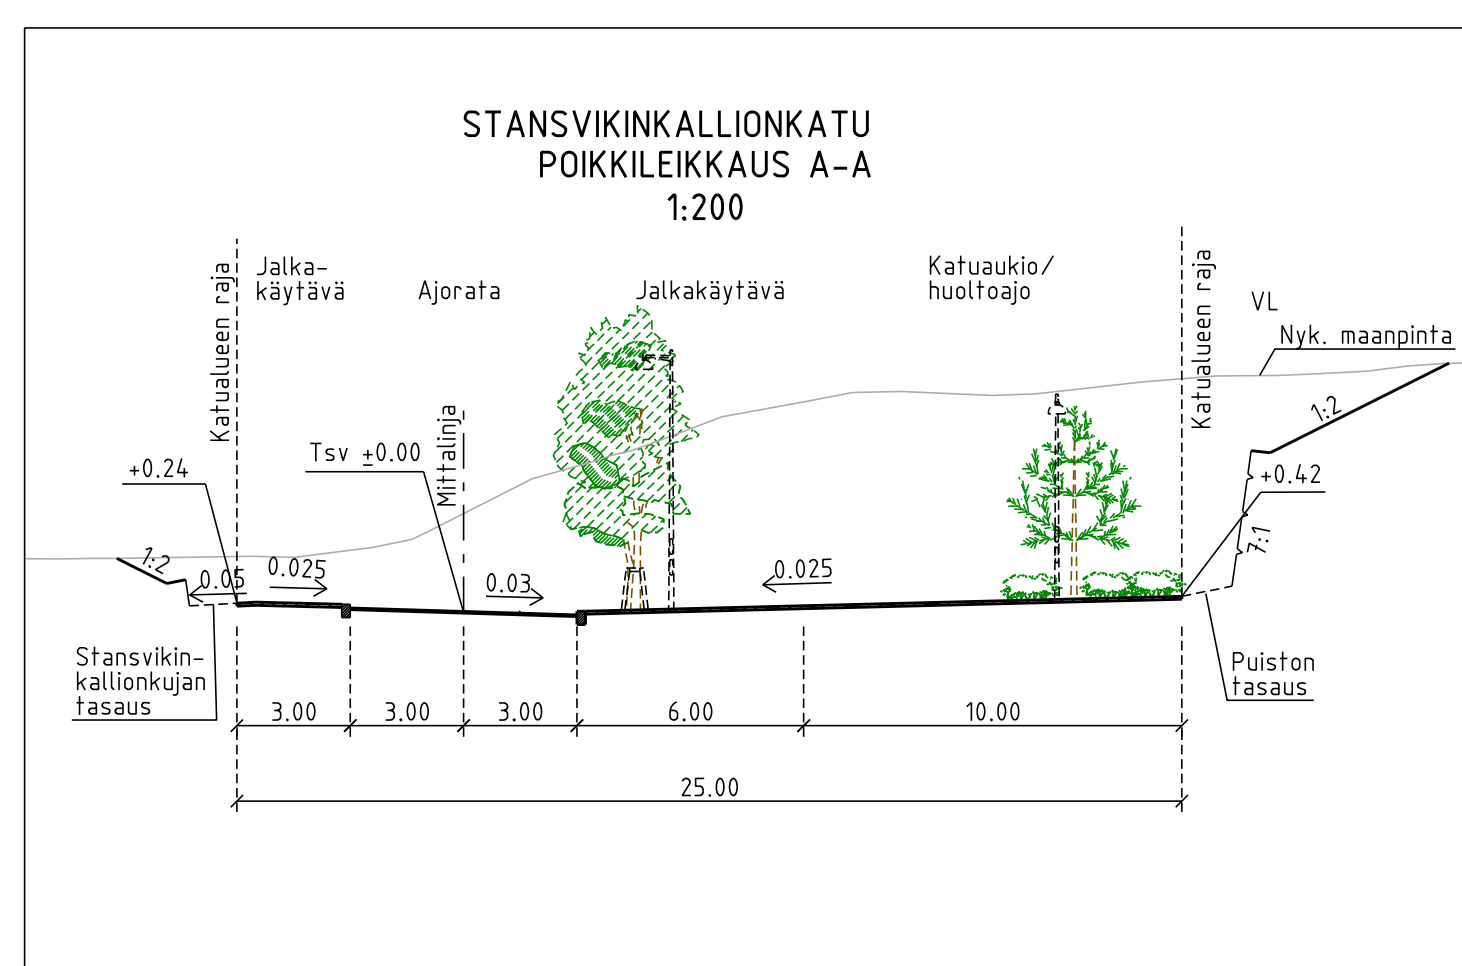 STANSVIKINKALLIONKATU
POIKKILEIKKAUS A-A
1:200
Katualueen raja
Jalka-
käytävä
Ajorata
Jalkakäytävä
Katuaukio/
huoltoajo
Katualueen raja
VL
Nyk. maanpinta
1:2
+0.24
Tsv ±0.00
Mittalinja
+0.42
7:1
1:2
0.05
0.025
0.03
0.025
Stansvikin-
kallionkujan
tasaus
Puiston
tasaus
3.00
3.00
3.00
6.00
10.00
25.00